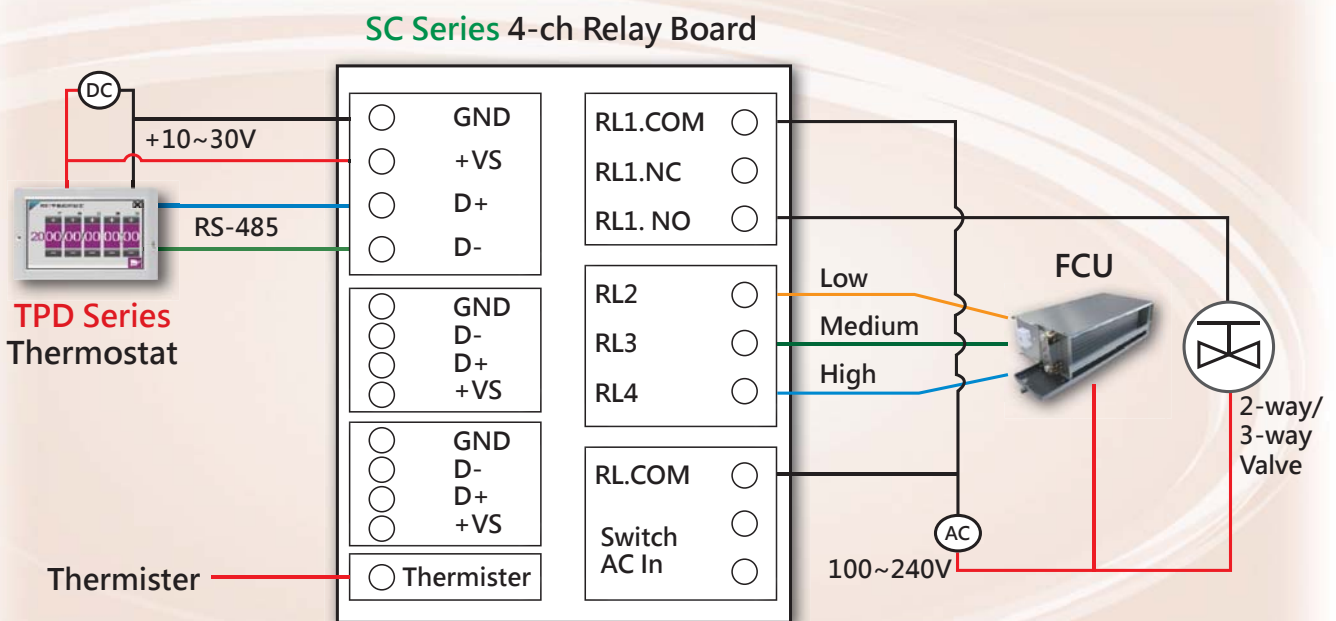 SC Series 4-ch Relay Board
DC
+10~30V
RS-485
TPD Series
Thermostat
Thermister
GND
+VS
D+
D-
GND
D-
D+
+VS
GND
D-
D+
+VS
Thermister
RL1.COM
RL1.NC
RL1. NO
RL2
RL3
RL4
RL.COM
Switch
AC In
Low
Medium
High
FCU
2-way/
3-way
Valve
AC
100~240V